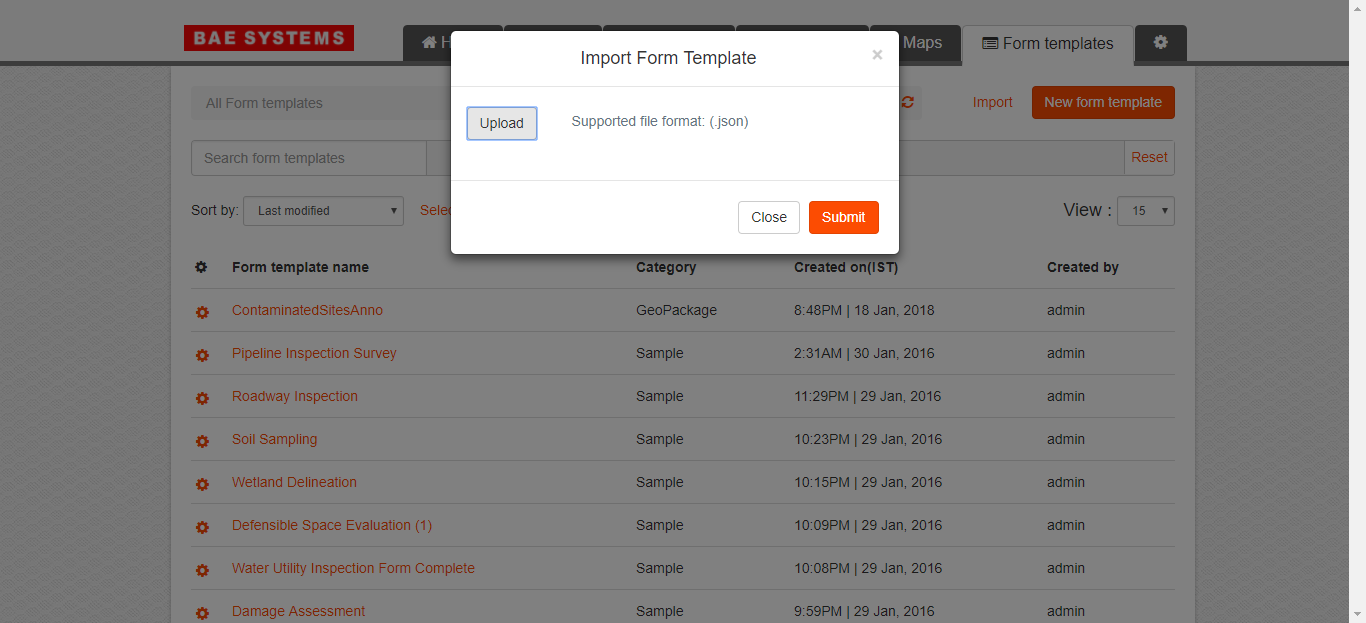 BAE SYSTEMS
H
Maps
Form templates
Import Form Template
×
All Form templates
Import
New form template
Upload
Supported file format: (.json)
Search form templates
Reset
Sort by:
Last modified
Selec
View :
15
Close
Submit
Form template name
Category
Created on(IST)
Created by
ContaminatedSitesAnno
GeoPackage
8:48PM | 18 Jan, 2018
admin
Pipeline Inspection Survey
Sample
2:31AM | 30 Jan, 2016
admin
Roadway Inspection
Sample
11:29PM | 29 Jan, 2016
admin
Soil Sampling
Sample
10:23PM | 29 Jan, 2016
admin
Wetland Delineation
Sample
10:15PM | 29 Jan, 2016
admin
Defensible Space Evaluation (1)
Sample
10:09PM | 29 Jan, 2016
admin
Water Utility Inspection Form Complete
Sample
10:08PM | 29 Jan, 2016
admin
Damage Assessment
Sample
9:59PM | 29 Jan, 2016
admin